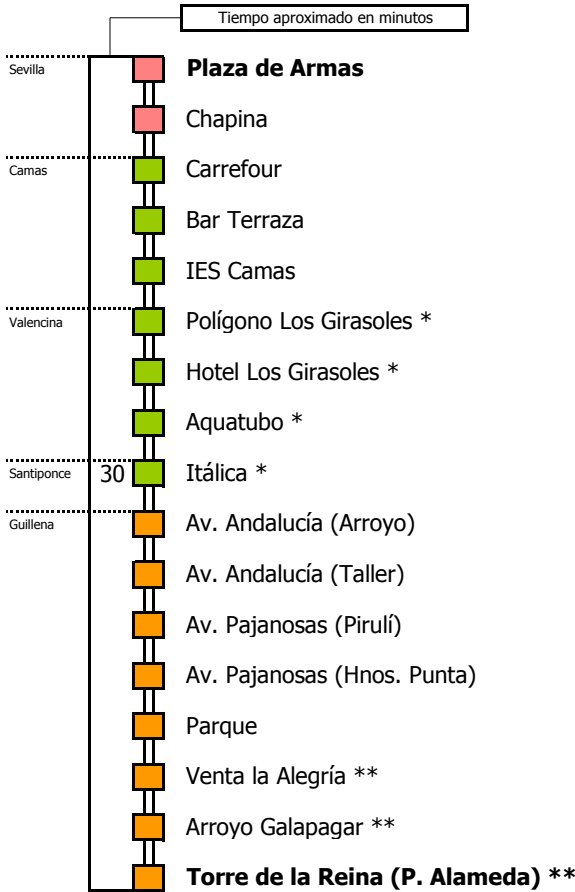 Tiempo aproximado en minutos
Sevilla
Plaza de Armas
Chapina
Camas
Carrefour
Bar Terraza
IES Camas
Valencina
Polígono Los Girasoles *
Hotel Los Girasoles *
Aquatubo *
Santiponce 30 Itálica *
Guillena
Av. Andalucía (Arroyo)
Av. Andalucía (Taller)
Av. Pajanosas (Pirulí)
Av. Pajanosas (Hnos. Punta)
Parque
Venta la Alegría **
Arroyo Galapagar **
Torre de la Reina (P. Alameda) **